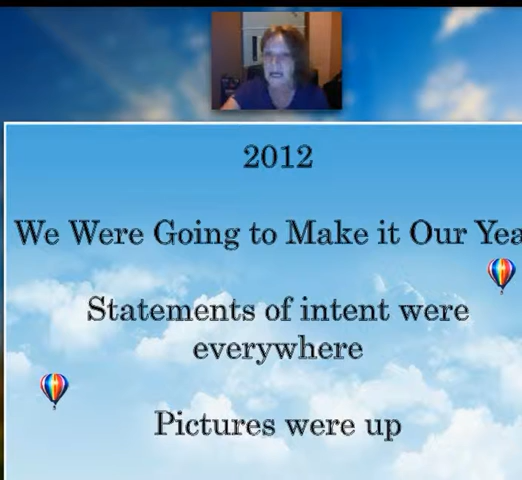 2012
We Were Going to Make it Our Yea
Statements of intent were
everywhere
Pictures were up